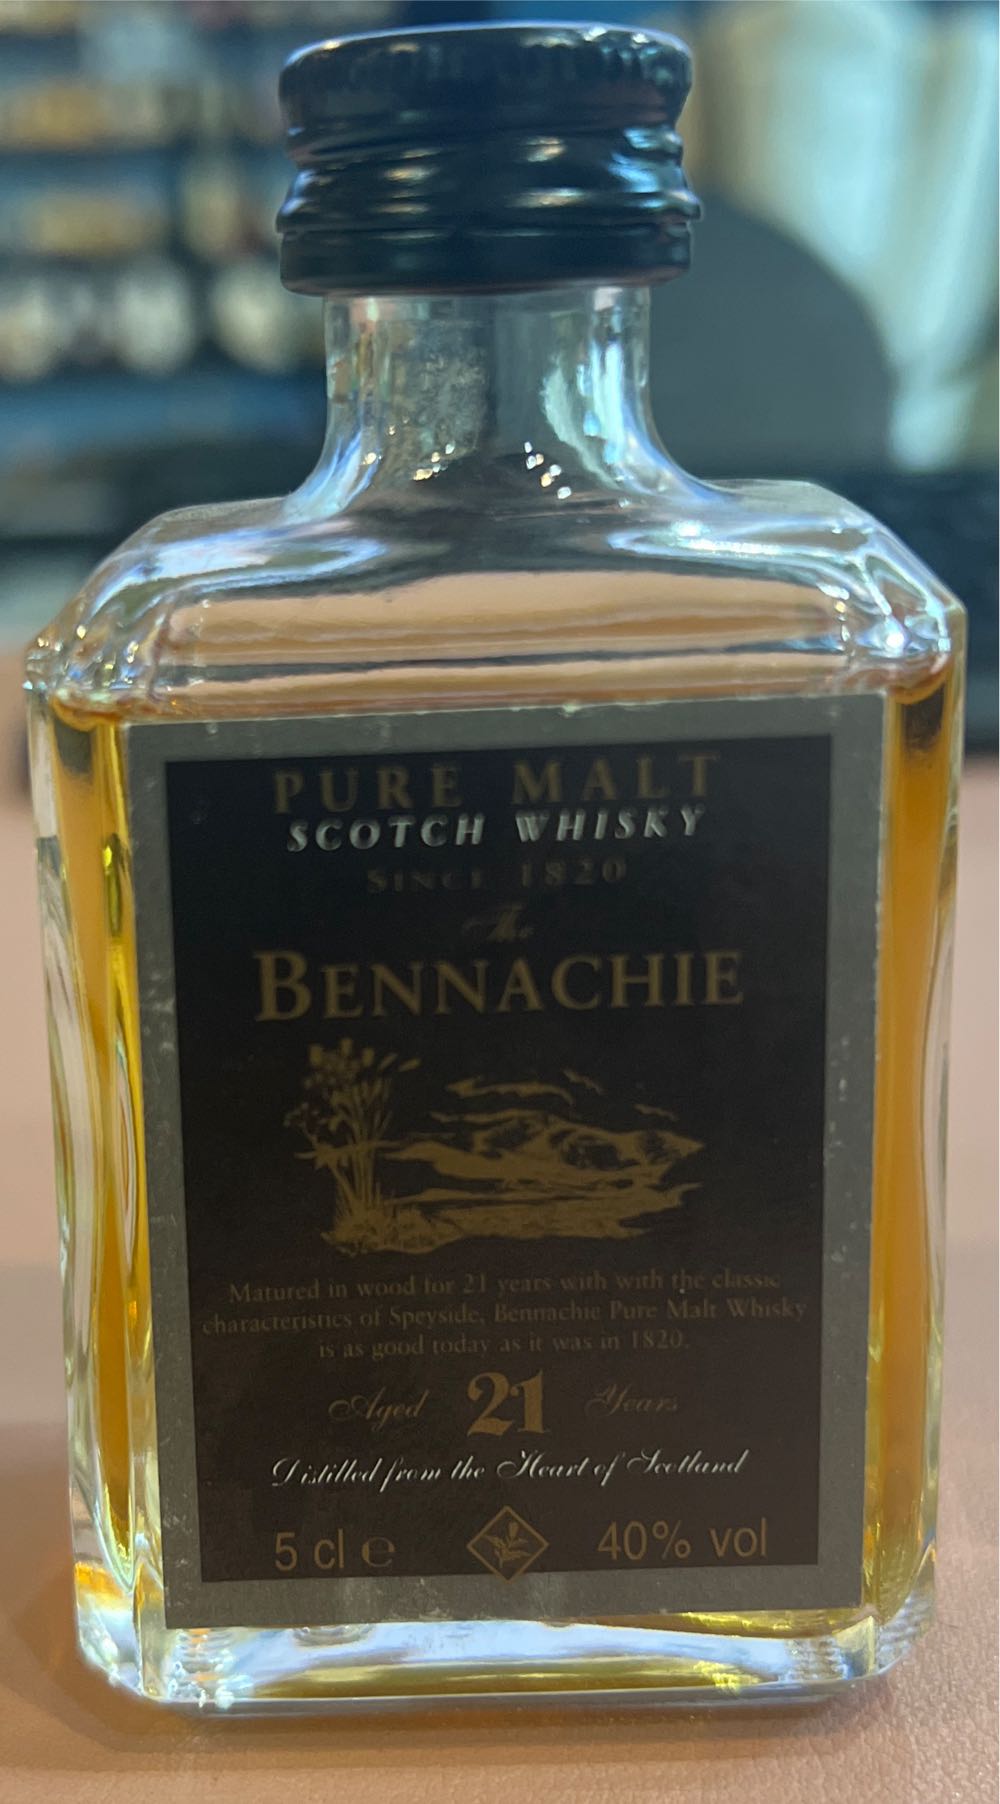 PURE MALT
SCOTCH WHISKY
SINCE 1820
The
BENNACHIE
Matured in wood for 21 years with with the classic
characteristics of Speyside, Bennachie Pure Malt Whisky
is as good today as it was in 1820.
Aged 21 Years
Distilled from the Heart of Scotland
5 cl e 40% vol